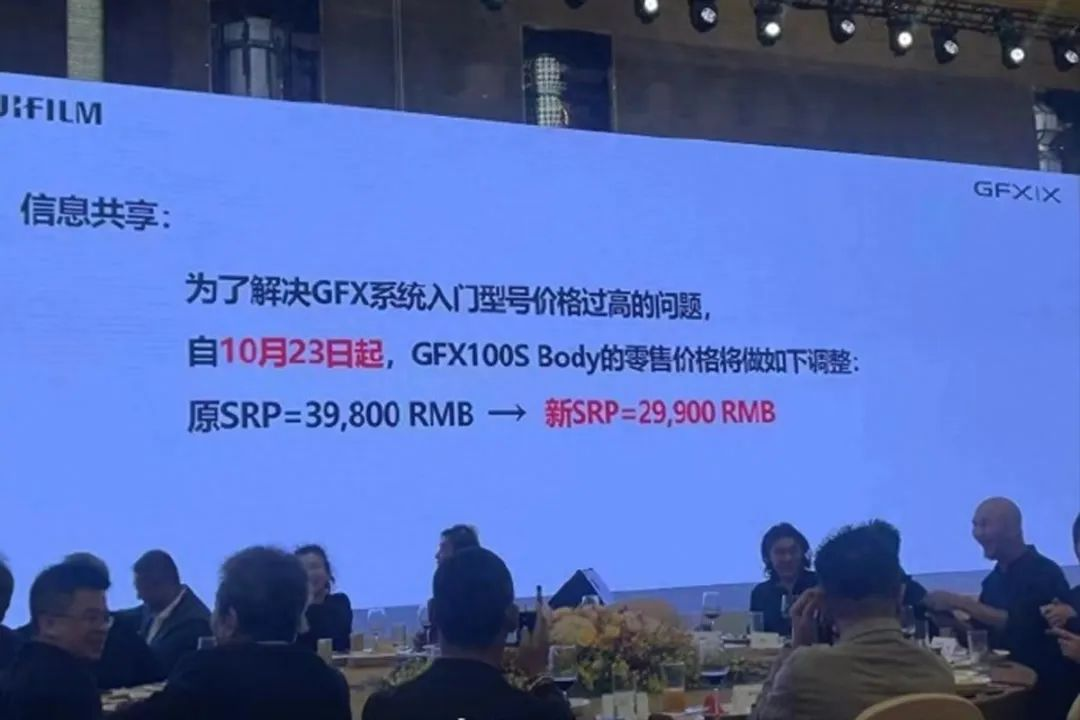 UJIFILM
GFX|X
信息共享:
为了解决GFX系统入门型号价格过高的问题,
自10月23日起，GFX100S Body的零售价格将做如下调整:
原SRP=39,800 RMB → 新SRP=29,900 RMB